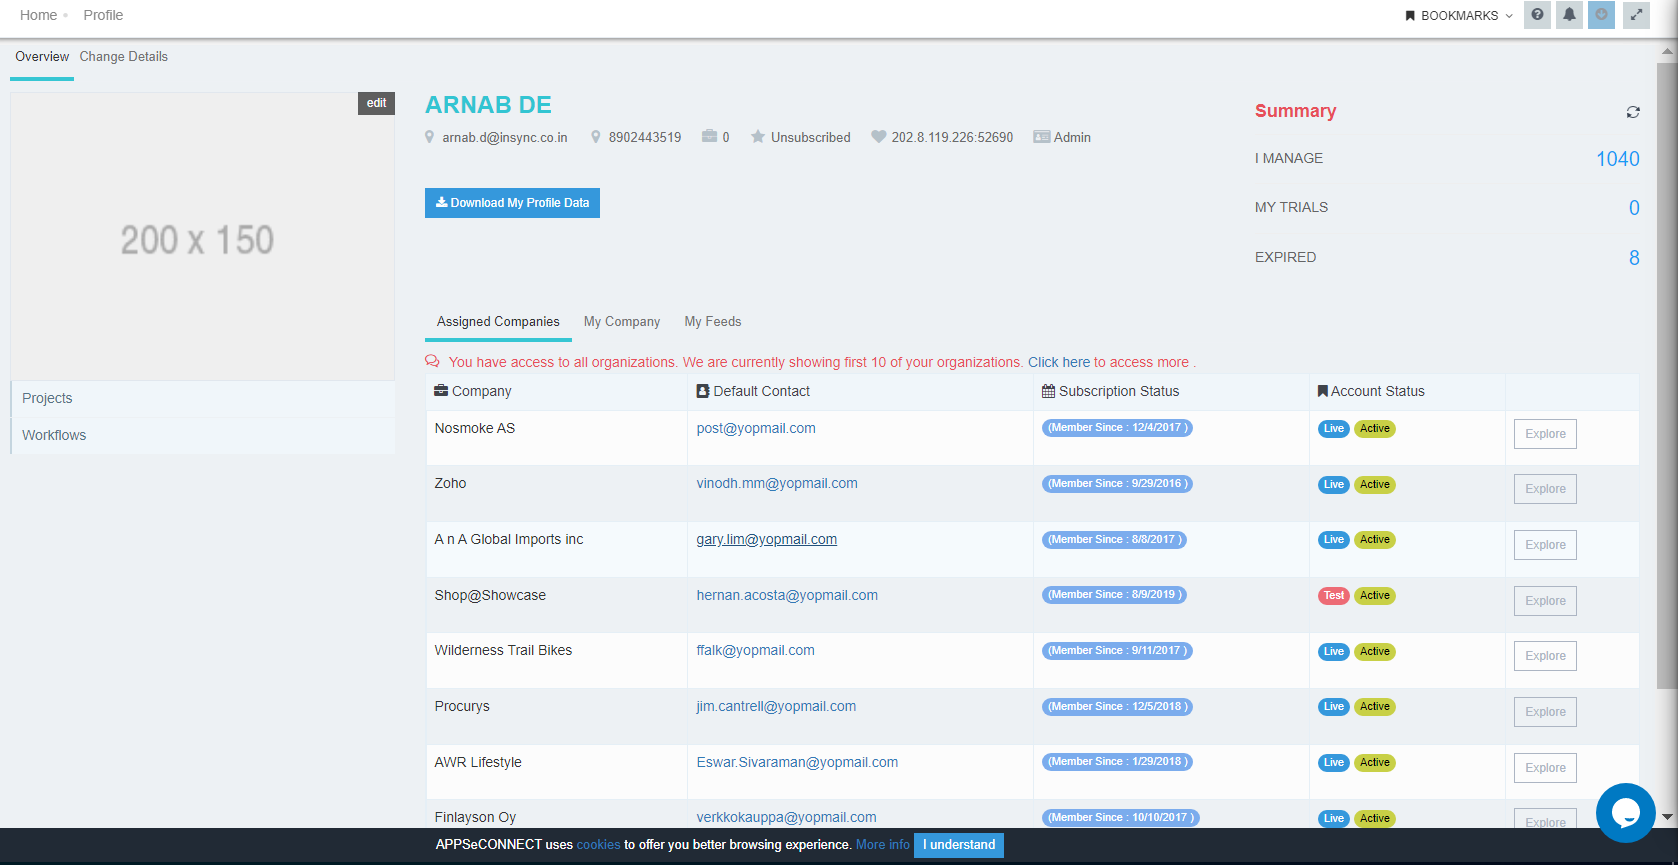 Home Profile BOOKMARKS
Overview Change Details
edit
200 x 150
Projects
Workflows
ARNAB DE
arnab.d@insync.co.in 8902443519 0 Unsubscribed 202.8.119.226:52690 Admin
Download My Profile Data
Summary
I MANAGE 1040
MY TRIALS 0
EXPIRED 8
Assigned Companies My Company My Feeds
You have access to all organizations. We are currently showing first 10 of your organizations. Click here to access more .
Company Default Contact Subscription Status Account Status
Nosmoke AS post@yopmail.com (Member Since : 12/4/2017 ) Live Active Explore
Zoho vinodh.mm@yopmail.com (Member Since : 9/29/2016 ) Live Active Explore
A n A Global Imports inc gary.lim@yopmail.com (Member Since : 8/8/2017 ) Live Active Explore
Shop@Showcase hernan.acosta@yopmail.com (Member Since : 8/9/2019 ) Test Active Explore
Wilderness Trail Bikes ffalk@yopmail.com (Member Since : 9/11/2017 ) Live Active Explore
Procurys jim.cantrell@yopmail.com (Member Since : 12/5/2018 ) Live Active Explore
AWR Lifestyle Eswar.Sivaraman@yopmail.com (Member Since : 1/29/2018 ) Live Active Explore
Finlayson Oy verkkokauppa@yopmail.com (Member Since : 10/10/2017 ) Live Active Explore
APPSeCONNECT uses cookies to offer you better browsing experience. More info I understand